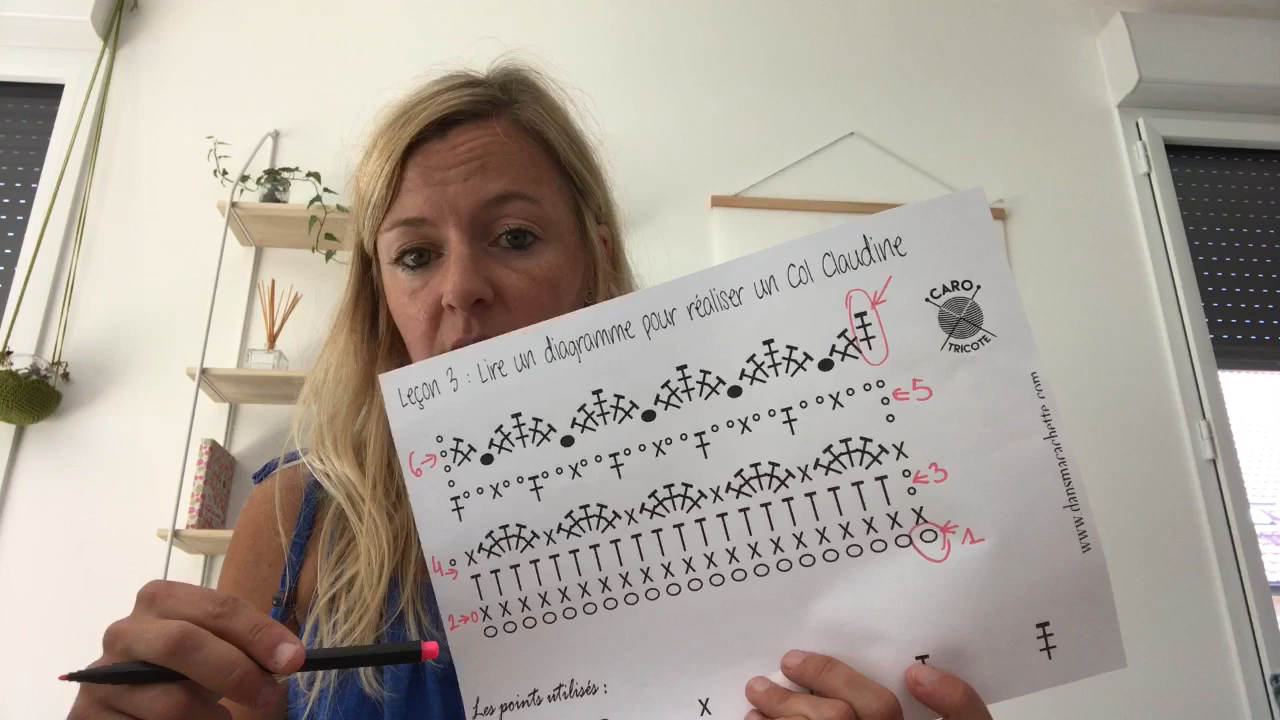 Leçon 3 : Lire un diagramme pour réaliser un Col Claudine
CARO
TRICOTE
6
5
4
3
2
1
www.dansmacachette.com
Les points utilisés :